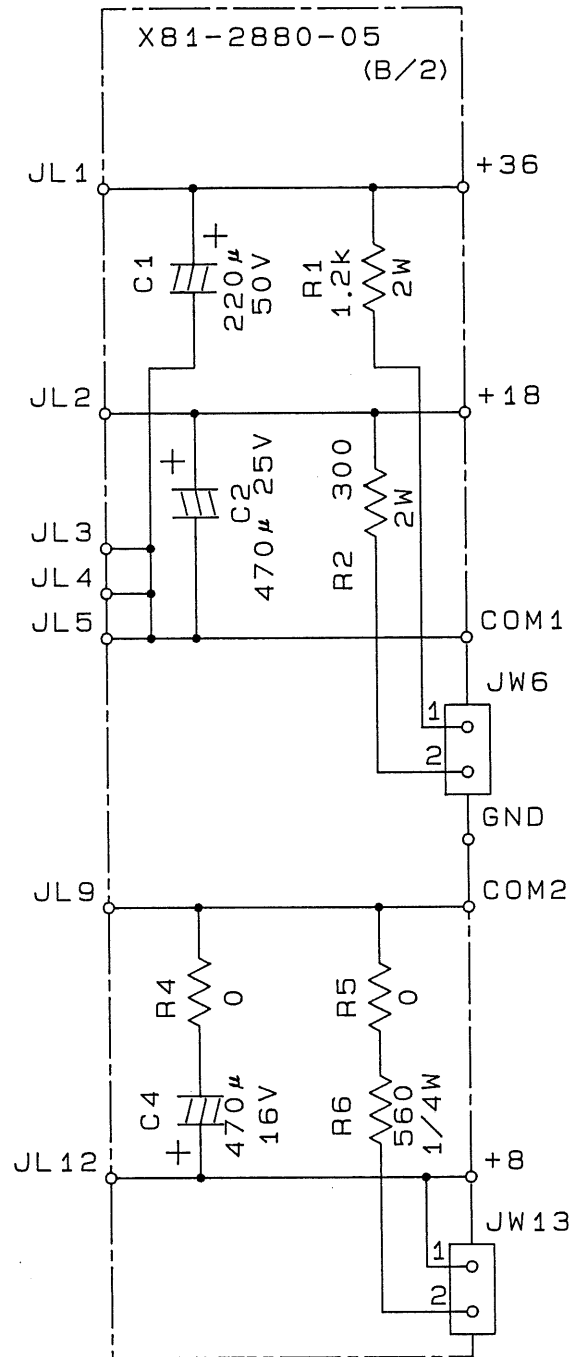 X81-2880-05
(B/2)
JL1
+36
C1
+
220μ
50V
R1
1.2k
2W
JL2
+18
+
C2
470μ 25V
300
2W
R2
JL3
JL4
JL5
COM1
JW6
1
2
GND
JL9
COM2
R4
0
R5
0
C4
470μ
16V
+
R6
560
1/4W
JL12
+8
JW13
1
2